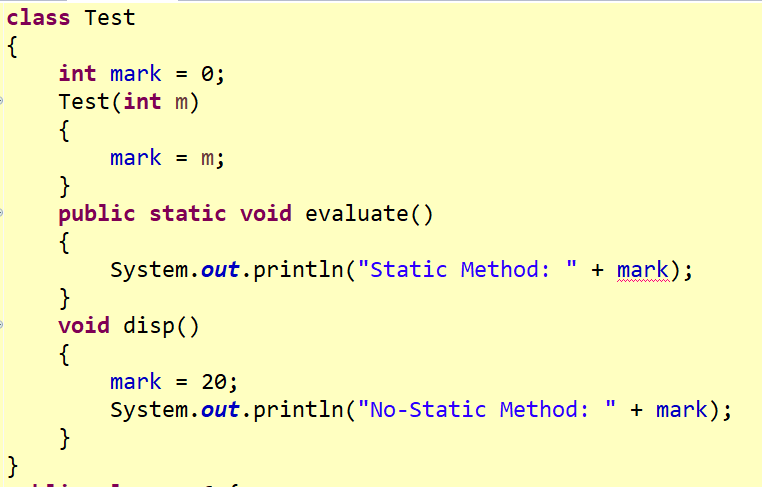 class Test
{
    int mark = 0;
    Test(int m)
    {
        mark = m;
    }
    public static void evaluate()
    {
        System.out.println("Static Method: " + mark);
    }
    void disp()
    {
        mark = 20;
        System.out.println("No-Static Method: " + mark);
    }
}